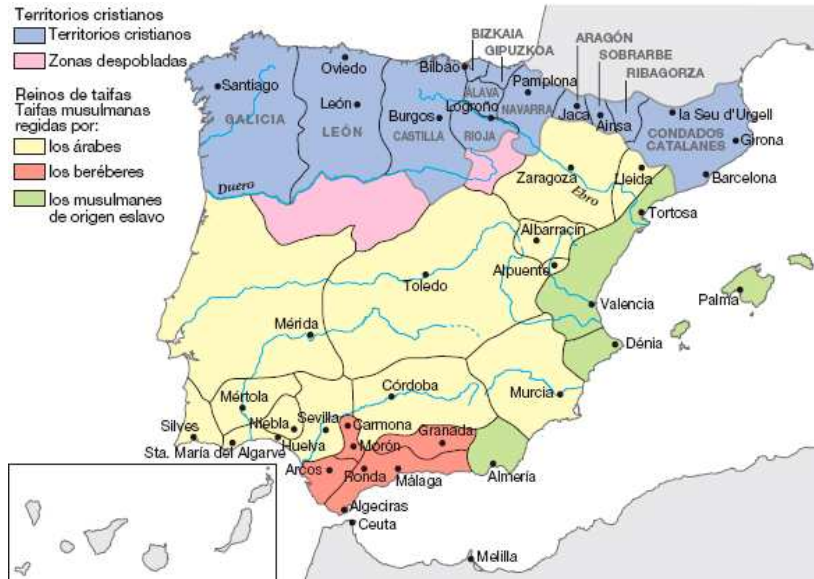 Territorios cristianos
Territorios cristianos
Zonas despobladas
Reinos de taifas
Taifas musulmanas
regidas por:
los árabes
los beréberes
los musulmanes
de origen eslavo
BIZKAIA
GIPUZKOA
ARAGÓN
SOBRARBE
RIBAGORZA
Santiago
Oviedo
Bilbao
Pamplona
ALAVA
León
Burgos
Logroño
NAVARRA
Jaca
Ainsa
la Seu d'Urgell
GALICIA
LEÓN
CASTILLA
RIOJA
CONDADOS
CATALANES
Girona
Duero
Zaragoza
Ebro
Lleida
Barcelona
Tortosa
Albarracín
Alpuente
Toledo
Valencia
Palma
Mérida
Dénia
Mértola
Córdoba
Murcia
Silves
Niebla
Sevilla
Carmona
Granada
Sta. María del Algarve
Huelva
Morón
Arcos
Ronda
Málaga
Almería
Algeciras
Ceuta
Melilla